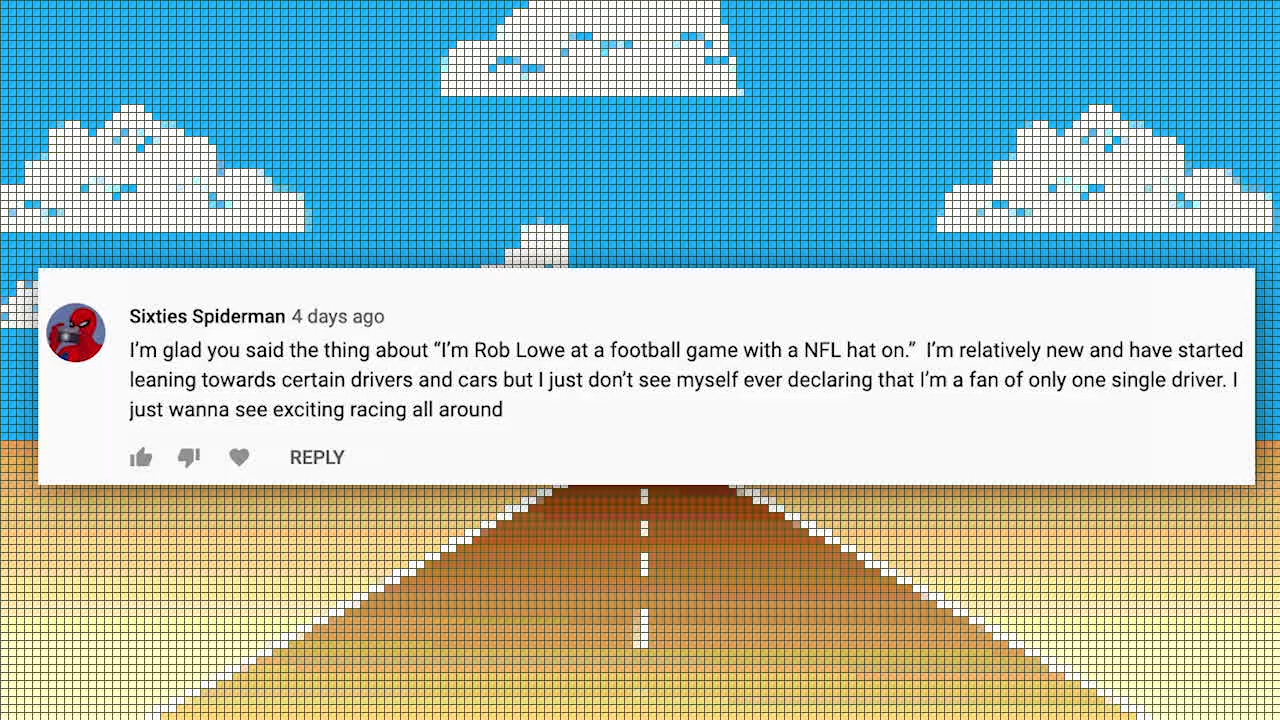 Sixties Spiderman 4 days ago
I’m glad you said the thing about “I’m Rob Lowe at a football game with a NFL hat on.”  I’m relatively new and have started
leaning towards certain drivers and cars but I just don’t see myself ever declaring that I’m a fan of only one single driver. I
just wanna see exciting racing all around
REPLY